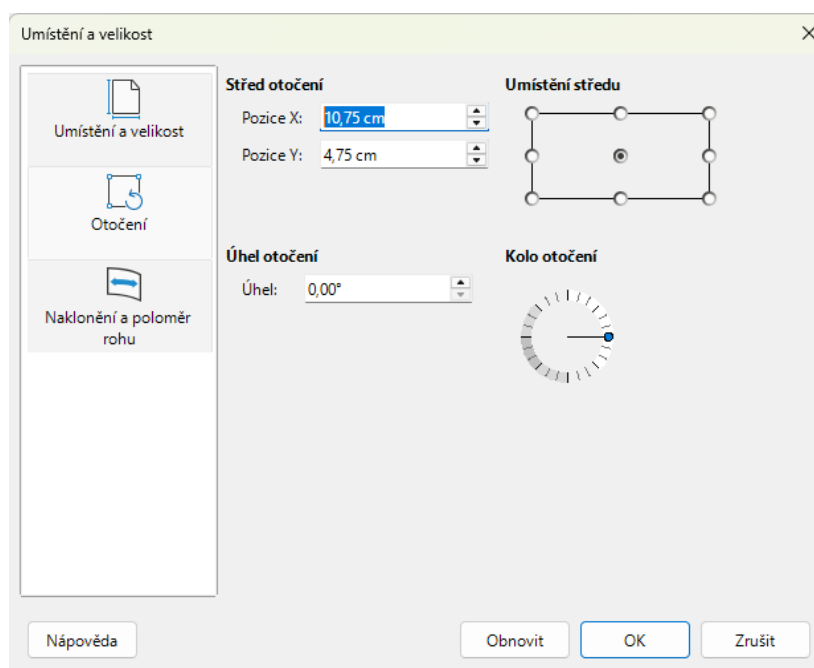 Umístění a velikost
Umístění a velikost
Otočení
Naklonění a poloměr
rohu
Střed otočení
Pozice X: 10,75 cm
Pozice Y: 4,75 cm
Umístění středu
Úhel otočení
Úhel: 0,00°
Kolo otočení
Nápověda
Obnovit
OK
Zrušit